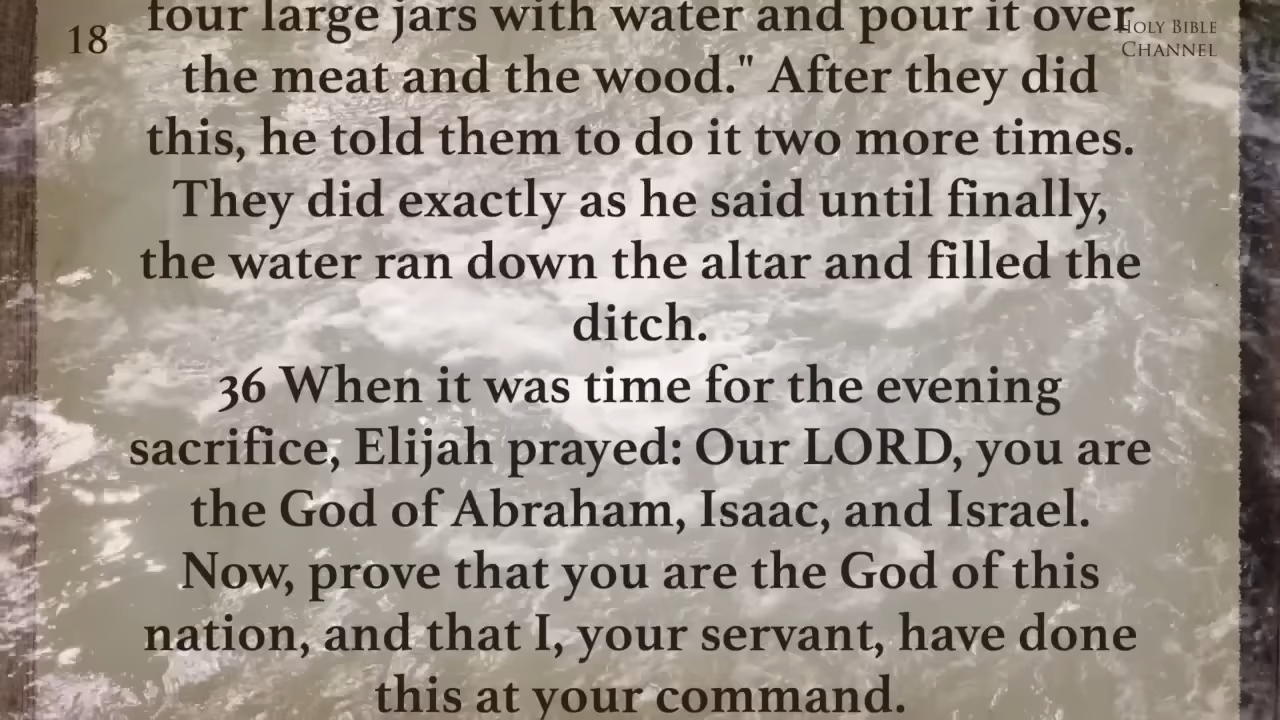 18
HOLY BIBLE
CHANNEL
four large jars with water and pour it over
the meat and the wood." After they did
this, he told them to do it two more times.
They did exactly as he said until finally,
the water ran down the altar and filled the
ditch.
36 When it was time for the evening
sacrifice, Elijah prayed: Our LORD, you are
the God of Abraham, Isaac, and Israel.
Now, prove that you are the God of this
nation, and that I, your servant, have done
this at your command.